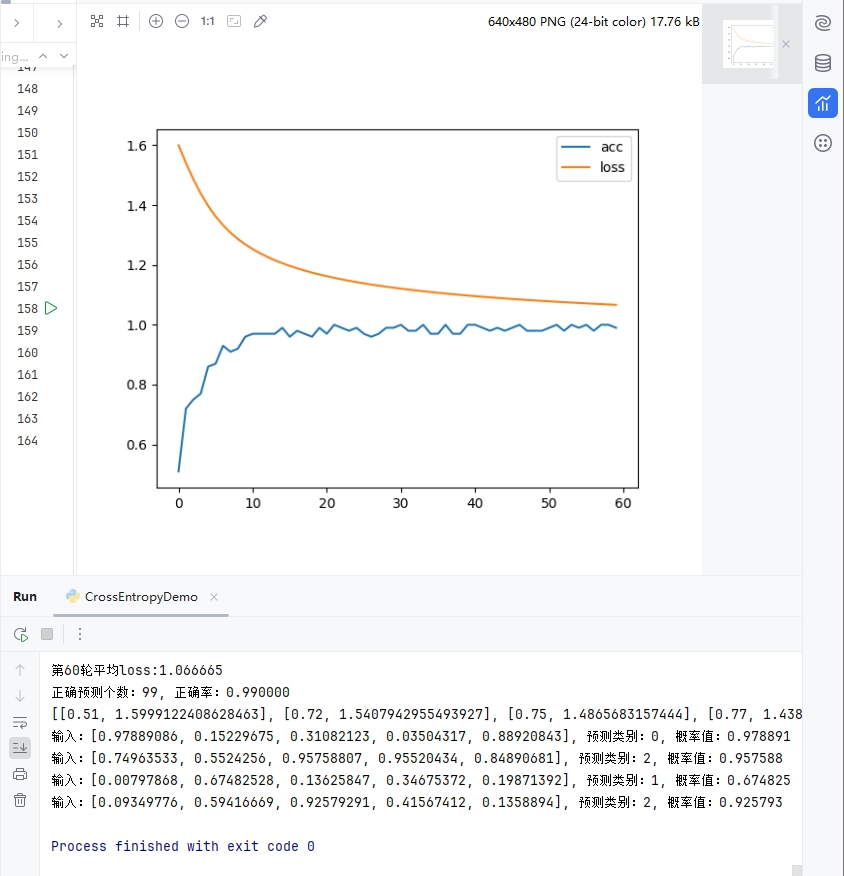 1:1
640x480 PNG (24-bit color) 17.76 kB
ing...
147
148
149
150
151
152
153
154
155
156
157
158
159
160
161
162
163
164
1.6
1.4
1.2
1.0
0.8
0.6
0
10
20
30
40
50
60
acc
loss
Run
CrossEntropyDemo
第60轮平均loss:1.066665
正确预测个数：99, 正确率：0.990000
[[0.51, 1.5999122408628463], [0.72, 1.5407942955493927], [0.75, 1.4865683157444], [0.77, 1.438
输入：[0.97889086, 0.15229675, 0.31082123, 0.03504317, 0.88920843], 预测类别：0, 概率值：0.978891
输入：[0.74963533, 0.5524256, 0.95758807, 0.95520434, 0.84890681], 预测类别：2, 概率值：0.957588
输入：[0.00797868, 0.67482528, 0.13625847, 0.34675372, 0.19871392], 预测类别：1, 概率值：0.674825
输入：[0.09349776, 0.59416669, 0.92579291, 0.41567412, 0.1358894], 预测类别：2, 概率值：0.925793
Process finished with exit code 0